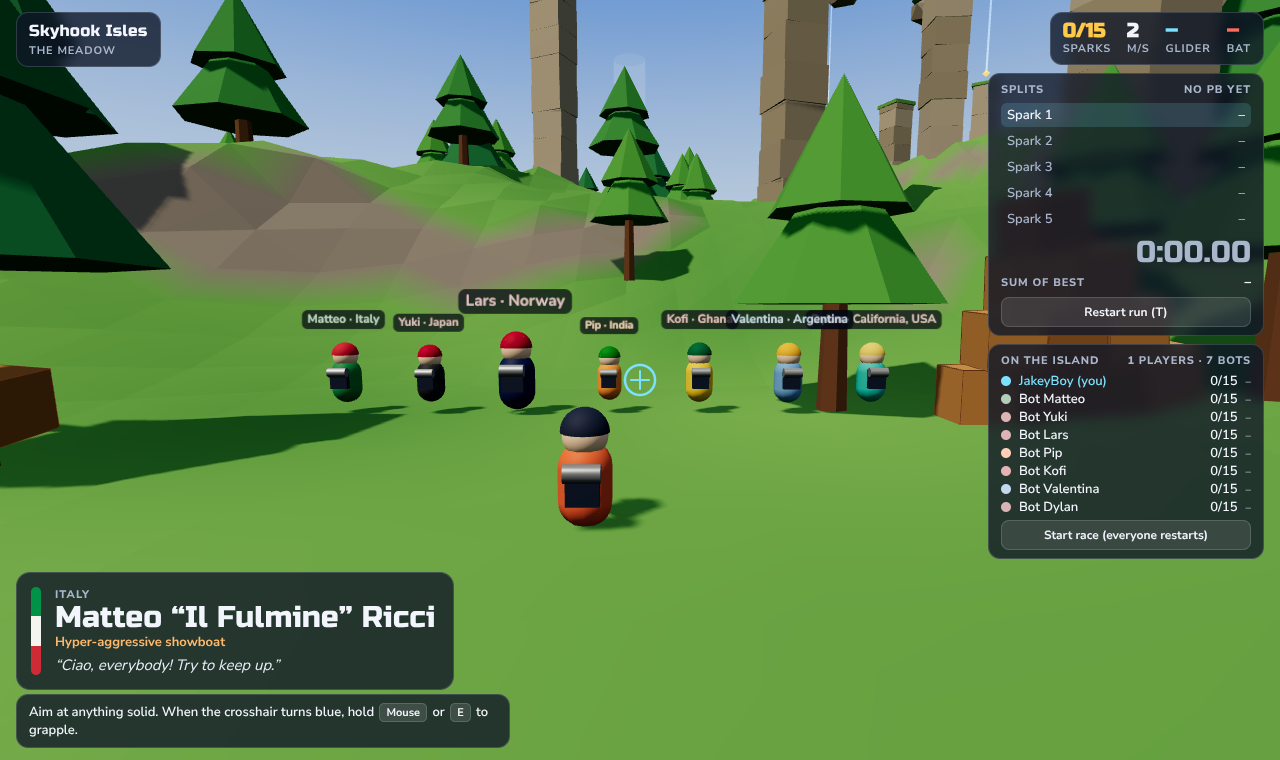 Skyhook Isles
THE MEADOW
0/15 2 – –
SPARKS M/S GLIDER BAT
SPLITS NO PB YET
Spark 1 –
Spark 2 –
Spark 3 –
Spark 4 –
Spark 5 –
0:00.00
SUM OF BEST –
Restart run (T)
ON THE ISLAND 1 PLAYERS · 7 BOTS
JakeyBoy (you) 0/15 –
Bot Matteo 0/15 –
Bot Yuki 0/15 –
Bot Lars 0/15 –
Bot Pip 0/15 –
Bot Kofi 0/15 –
Bot Valentina 0/15 –
Bot Dylan 0/15 –
Start race (everyone restarts)
Matteo · Italy
Yuki · Japan
Lars · Norway
Pip · India
Kofi · Ghan
Valentina · Argentina
California, USA
ITALY
Matteo “Il Fulmine” Ricci
Hyper-aggressive showboat
“Ciao, everybody! Try to keep up.”
Aim at anything solid. When the crosshair turns blue, hold Mouse or E to
grapple.